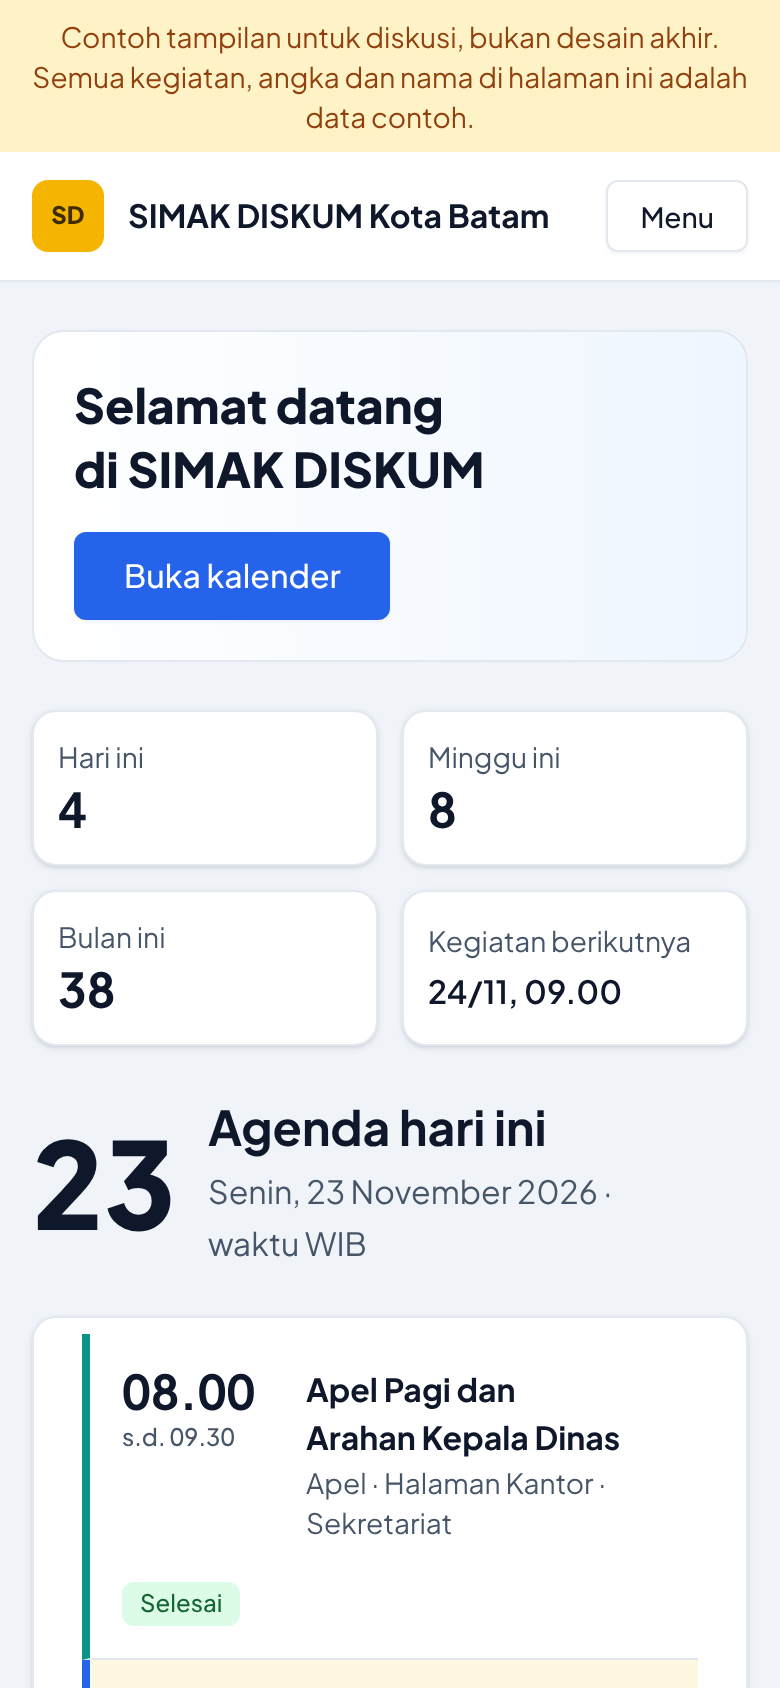 Contoh tampilan untuk diskusi, bukan desain akhir.
Semua kegiatan, angka dan nama di halaman ini adalah
data contoh.
SD
SIMAK DISKUM Kota Batam
Menu
Selamat datang
di SIMAK DISKUM
Buka kalender
Hari ini
4
Minggu ini
8
Bulan ini
38
Kegiatan berikutnya
24/11, 09.00
23
Agenda hari ini
Senin, 23 November 2026 ·
waktu WIB
08.00
s.d. 09.30
Apel Pagi dan
Arahan Kepala Dinas
Apel · Halaman Kantor ·
Sekretariat
Selesai